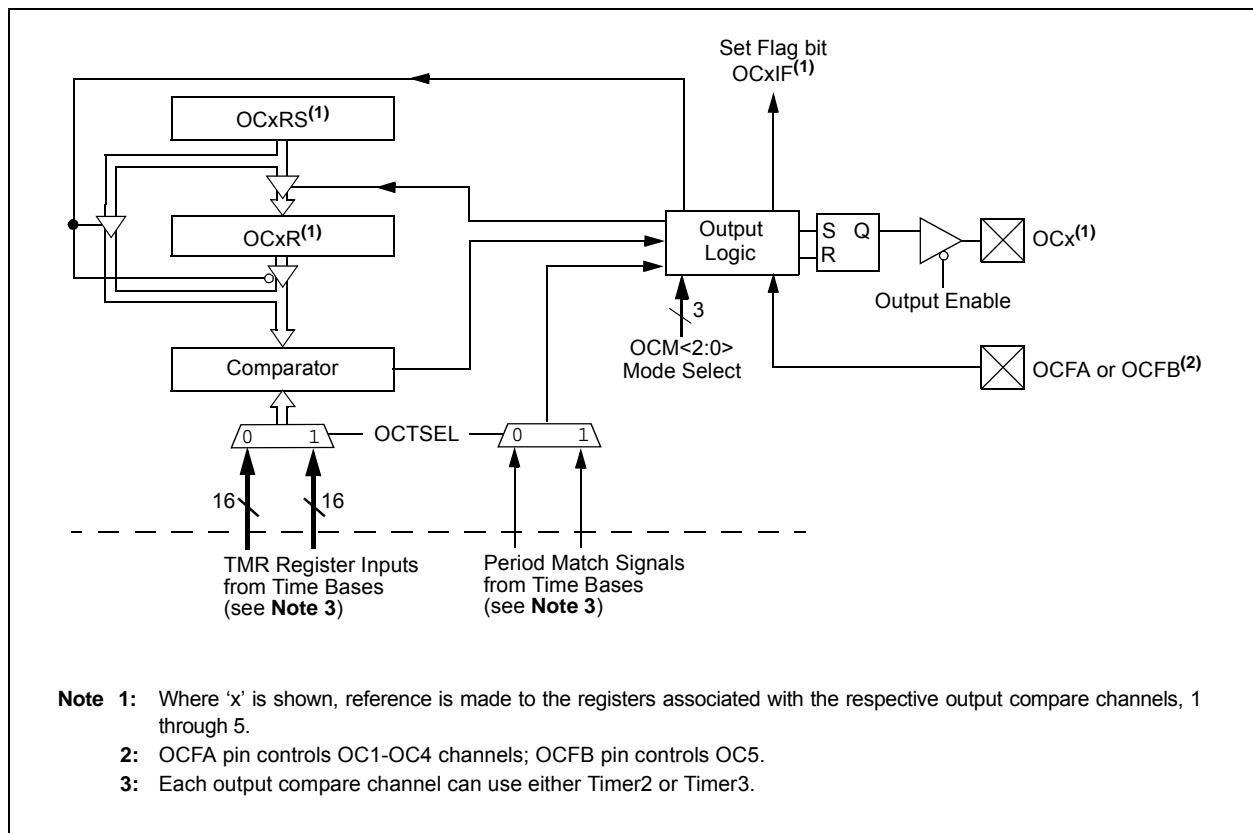 Set Flag bit
OCxIF(1)
OCxRS(1)
OCxR(1)
Output
Logic
S Q
R
OCx(1)
Output Enable
3
OCM<2:0>
Mode Select
OCFA or OCFB(2)
Comparator
0 1
OCTSEL
0 1
16
16
TMR Register Inputs
from Time Bases
(see Note 3)
Period Match Signals
from Time Bases
(see Note 3)
Note 1: Where ‘x’ is shown, reference is made to the registers associated with the respective output compare channels, 1
through 5.
2: OCFA pin controls OC1-OC4 channels; OCFB pin controls OC5.
3: Each output compare channel can use either Timer2 or Timer3.